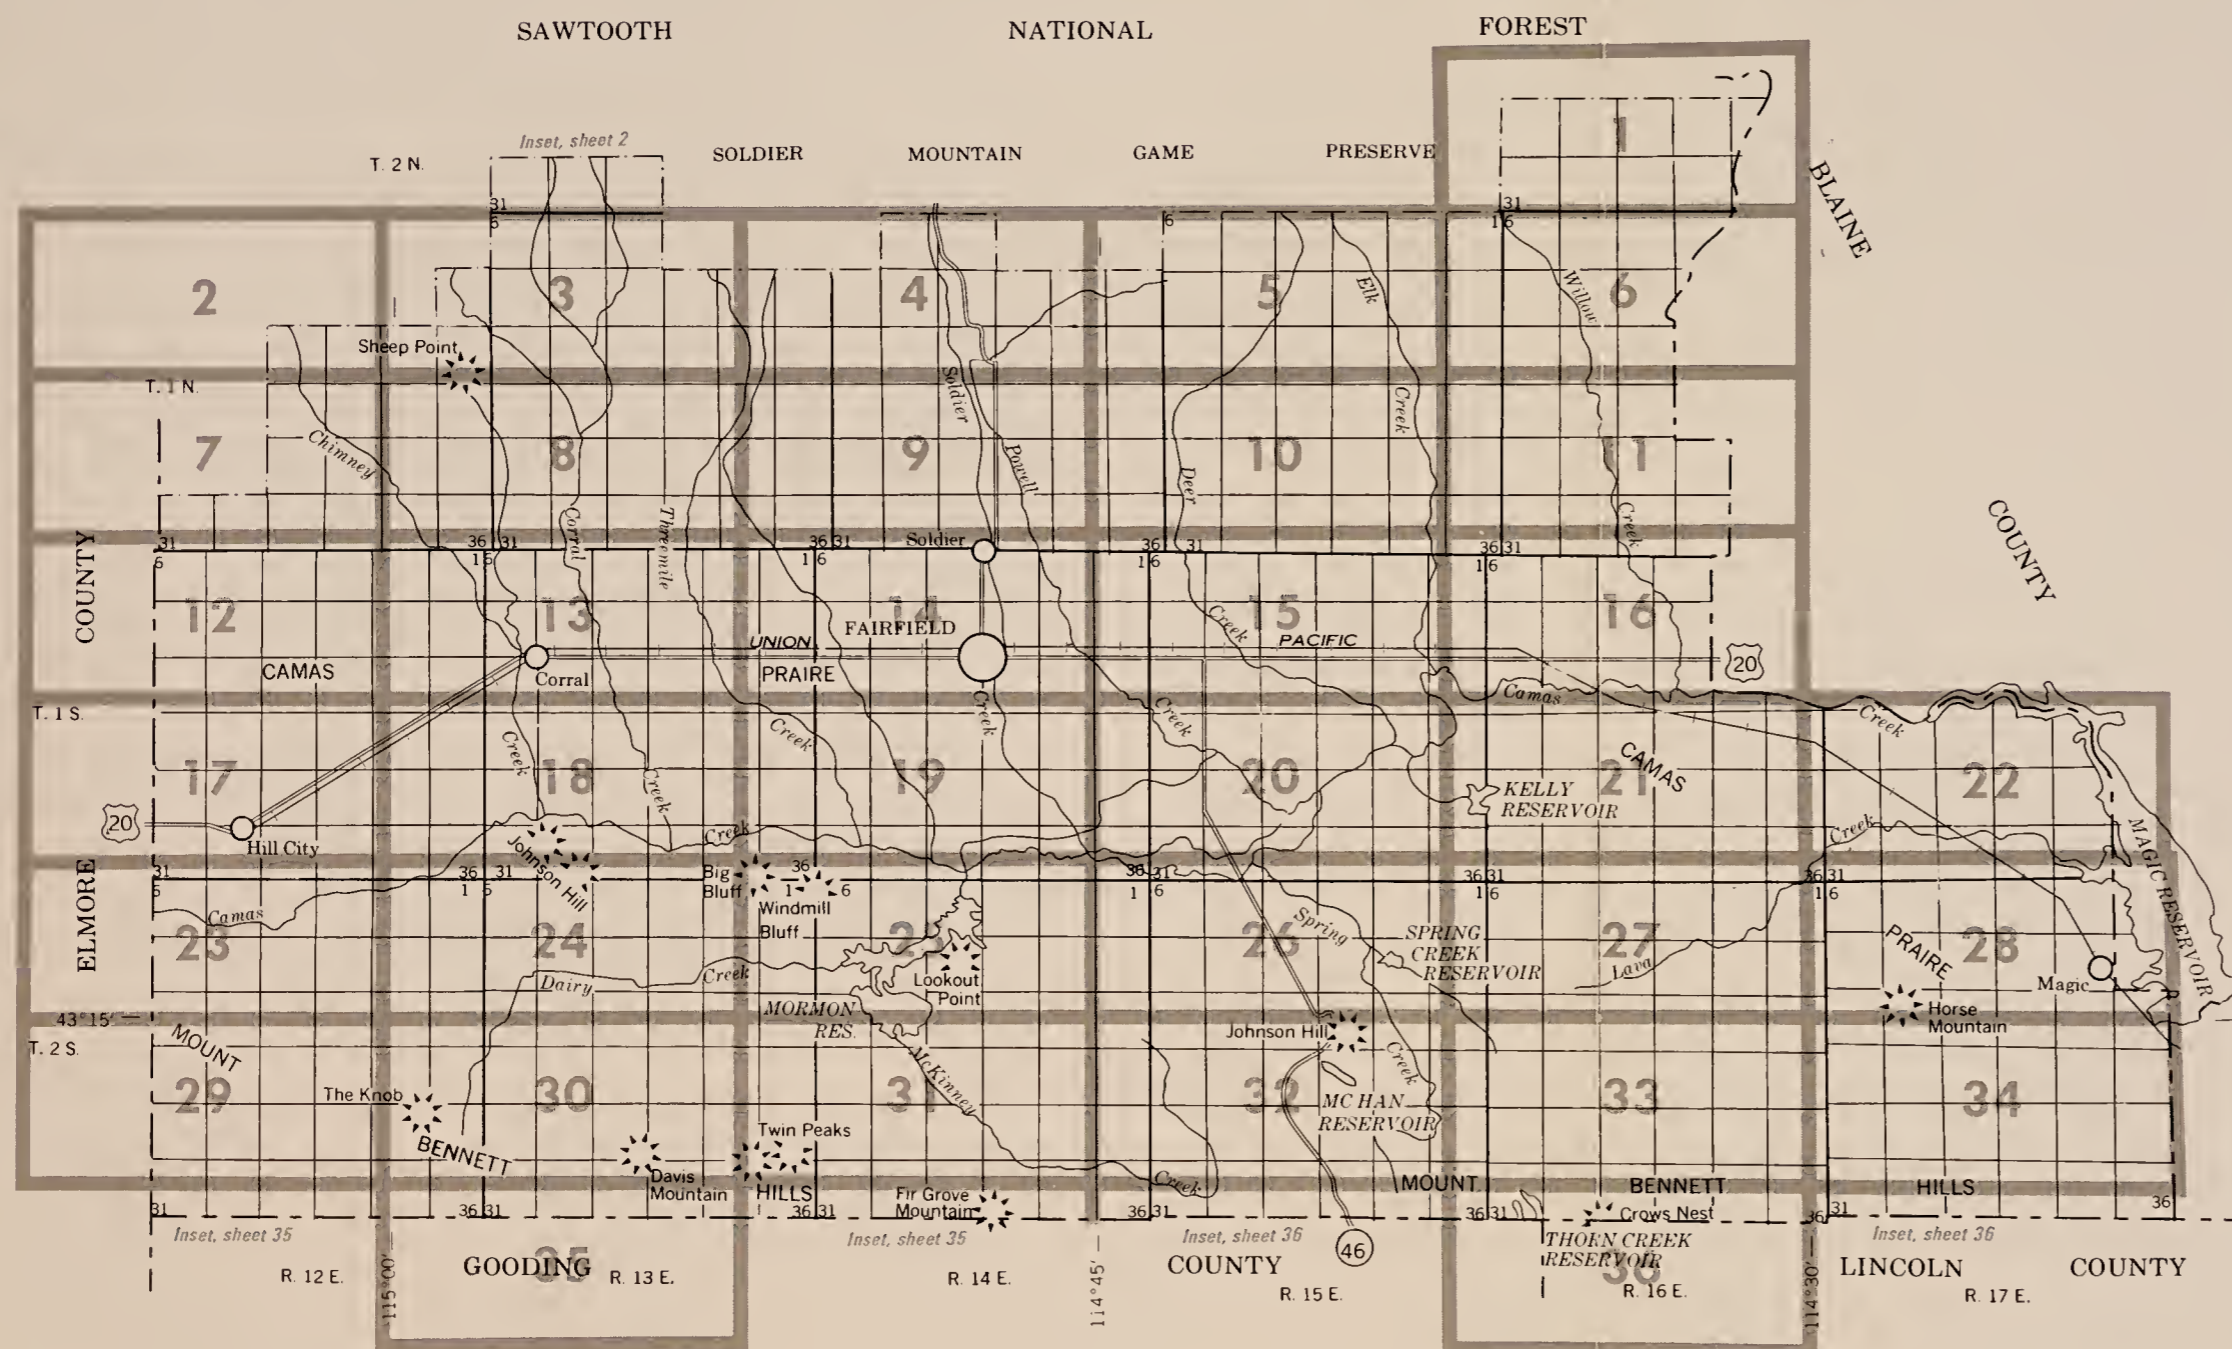 SAWTOOTH NATIONAL FOREST
Inset, sheet 2
T. 2 N.
SOLDIER MOUNTAIN GAME PRESERVE
1
BLAINE
31
6
6
31
1 6
2
3
4
5
6
Elk
Willow
Sheep Point
T. 1 N.
Soldier
Creek
7
8
9
10
11
Chimney
Powell
Deer
Corral
Threemile
Creek
COUNTY
COUNTY
31
6
36 31
1 6
36 31
1 6
Soldier
36 31
1 6
36 31
1 6
12
13
14
15
16
FAIRFIELD
Creek
UNION
PACIFIC
CAMAS
PRAIRE
Corral
20
T. 1 S.
Creek
Camas
Creek
Creek
Creek
Creek
17
18
19
20
21
22
CAMAS
Creek
KELLY
RESERVOIR
20
Hill City
Creek
Creek
MAGIC RESERVOIR
Johnson Hill
ELMORE
31
6
36 31
1 6
Big
Bluff
36
1 6
Windmill
Bluff
36 31
1 6
36 31
1 6
36 31
1 6
Camas
23
24
25
26
27
28
Spring
SPRING
CREEK
RESERVOIR
PRAIRE
Lookout
Point
Dairy
Creek
Lava
Magic
MORMON
RES.
Horse
Mountain
43°15'
T. 2 S.
MOUNT
Johnson Hill
Creek
McKinney
29
30
31
32
33
34
The Knob
MC HAN
RESERVOIR
BENNETT
Twin Peaks
Davis
Mountain
HILLS
Creek
MOUNT
BENNETT
HILLS
Fir Grove
Mountain
Crows Nest
31
36 31
36 31
36 31
36 31
36 31
36
Inset, sheet 35
Inset, sheet 35
Inset, sheet 36
Inset, sheet 36
46
THORN CREEK
RESERVOIR
GOODING
COUNTY
LINCOLN
COUNTY
35
36
R. 12 E.
R. 13 E.
R. 14 E.
R. 15 E.
R. 16 E.
R. 17 E.
115°00'
114°45'
114°30'